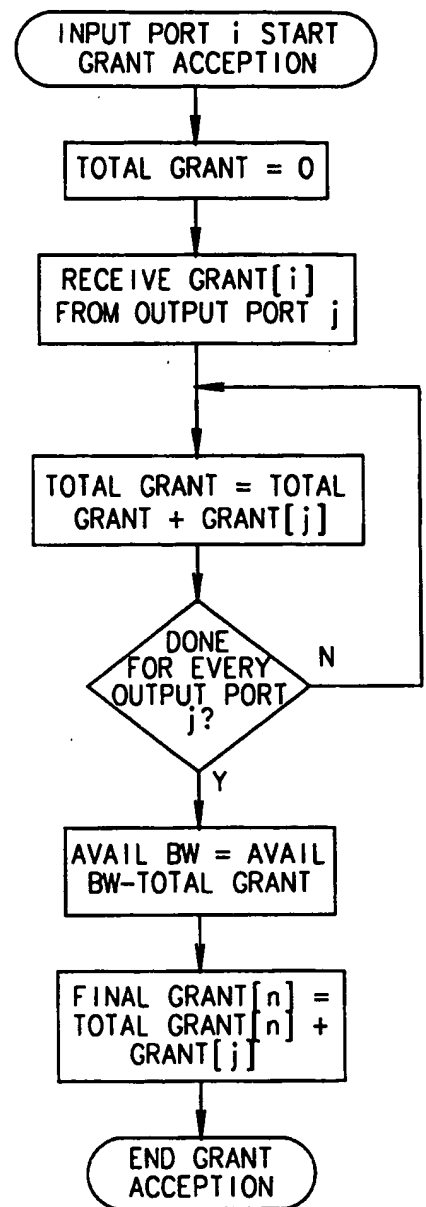 INPUT PORT i START
GRANT ACCEPTION
TOTAL GRANT = 0
RECEIVE GRANT[i]
FROM OUTPUT PORT j
TOTAL GRANT = TOTAL
GRANT + GRANT[j]
DONE
FOR EVERY
OUTPUT PORT
j?
N
Y
AVAIL BW = AVAIL
BW-TOTAL GRANT
FINAL GRANT[n] =
TOTAL GRANT[n] +
GRANT[j]
END GRANT
ACCEPTION